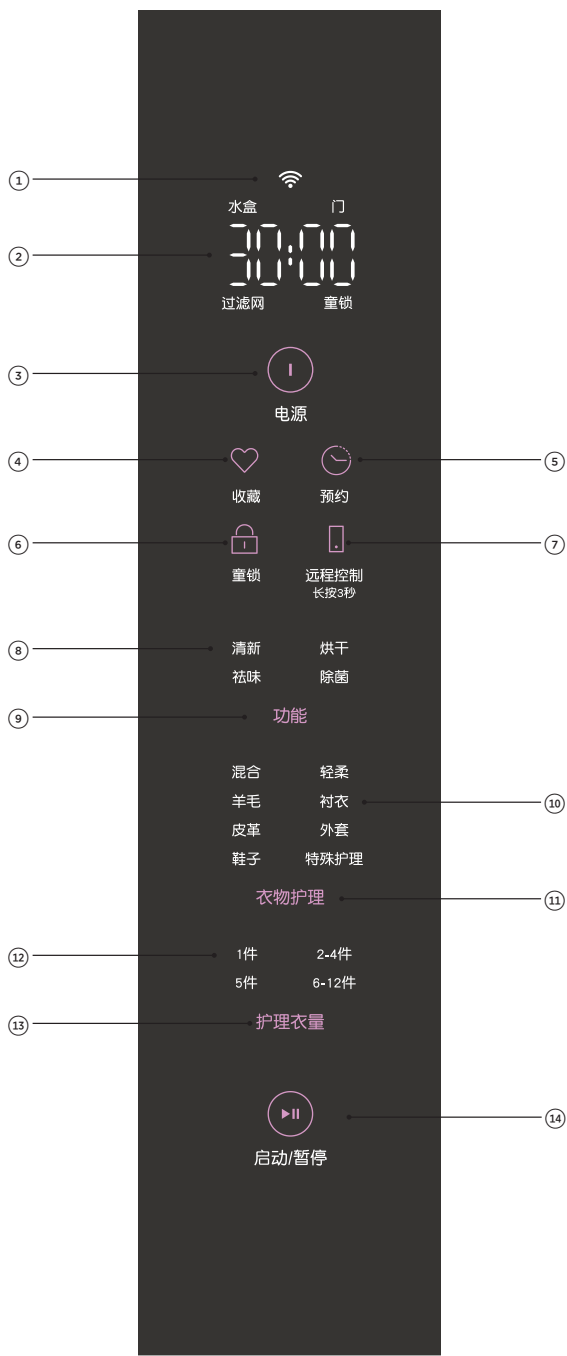 ①
水盒 门
② 30:00
过滤网 童锁
③
电源
④ ⑤
收藏 预约
⑥ ⑦
童锁 远程控制
长按3秒
⑧ 清新 烘干
祛味 除菌
⑨ 功能
混合 轻柔
羊毛 衬衣 ⑩
皮革 外套
鞋子 特殊护理
衣物护理 ⑪
⑫ 1件 2-4件
5件 6-12件
⑬ 护理衣量
⑭
启动/暂停